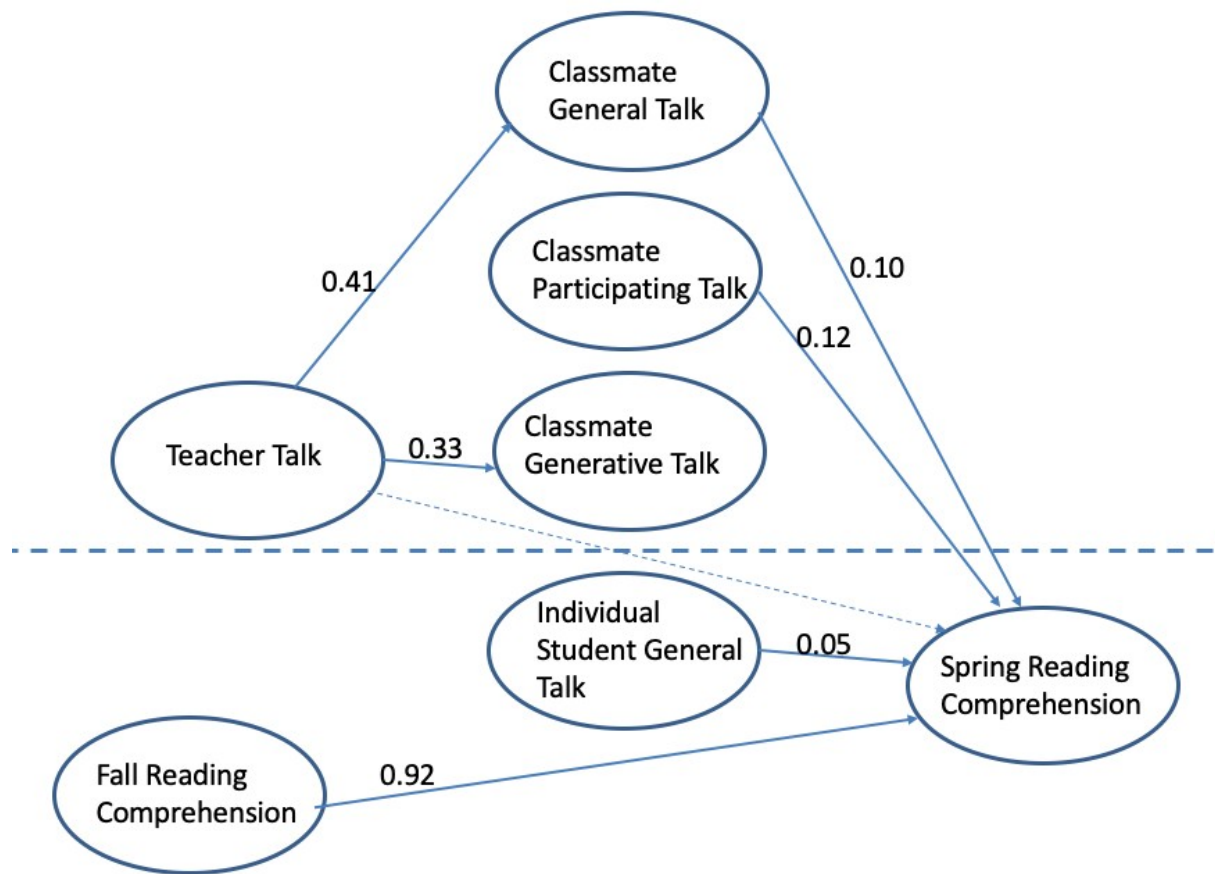 Classmate
General Talk
Classmate
Participating Talk
0.10
0.41
0.12
Classmate
Generative Talk
Teacher Talk
0.33
Individual
Student General
Talk
0.05
Spring Reading
Comprehension
Fall Reading
Comprehension
0.92